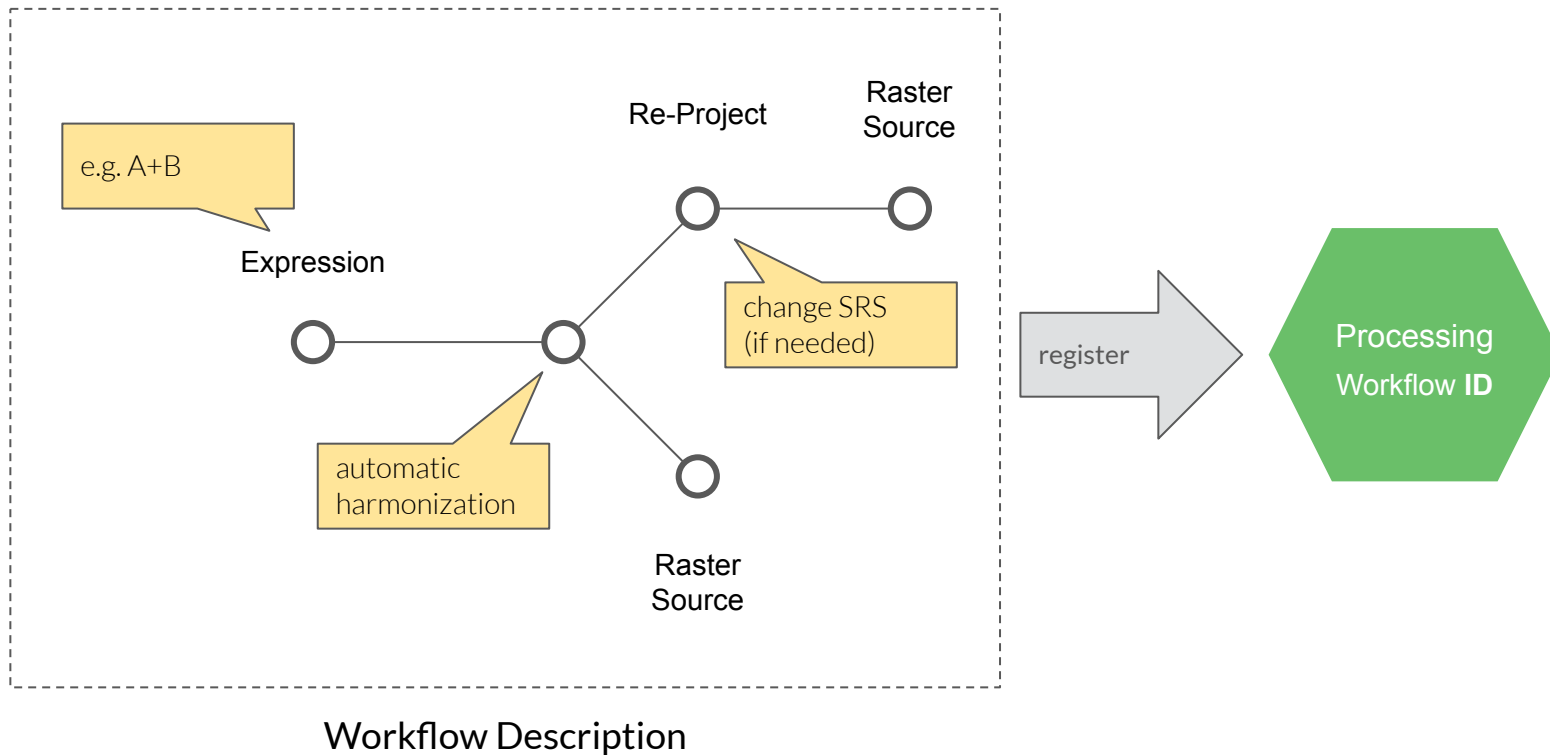 Re-Project
Raster
Source
e.g. A+B
Expression
change SRS
(if needed)
automatic
harmonization
Raster
Source
register
Processing
Workflow ID
Workflow Description